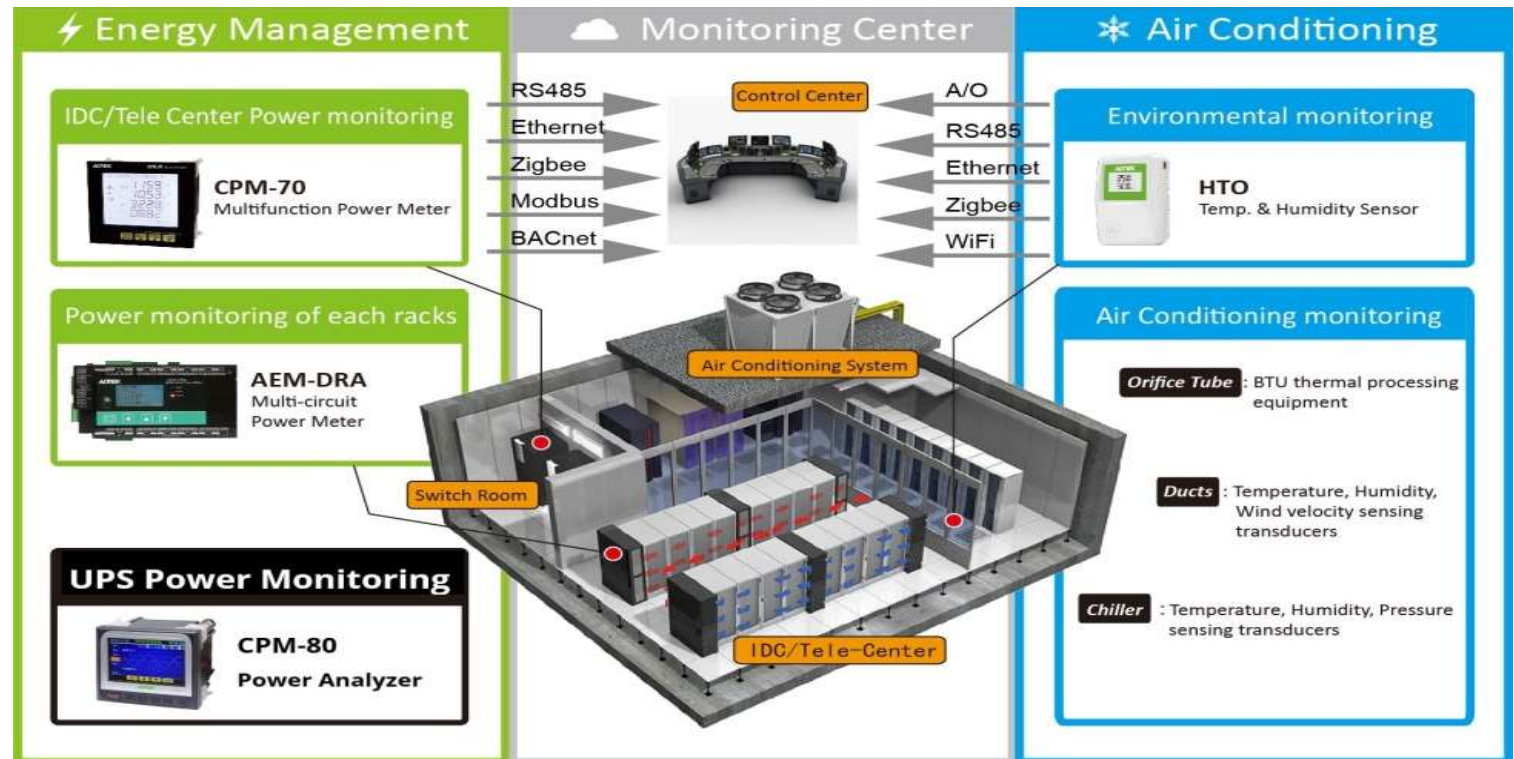 Energy Management
Monitoring Center
Air Conditioning
IDC/Tele Center Power monitoring
CPM-70
Multifunction Power Meter
Power monitoring of each racks
AEM-DRA
Multi-circuit
Power Meter
UPS Power Monitoring
CPM-80
Power Analyzer
RS485
Ethernet
Zigbee
Modbus
BACnet
Control Center
A/O
RS485
Ethernet
Zigbee
WiFi
Air Conditioning System
Switch Room
IDC/Tele-Center
Environmental monitoring
HTO
Temp. & Humidity Sensor
Air Conditioning monitoring
Orifice Tube : BTU thermal processing
equipment
Ducts : Temperature, Humidity,
Wind velocity sensing
transducers
Chiller : Temperature, Humidity, Pressure
sensing transducers